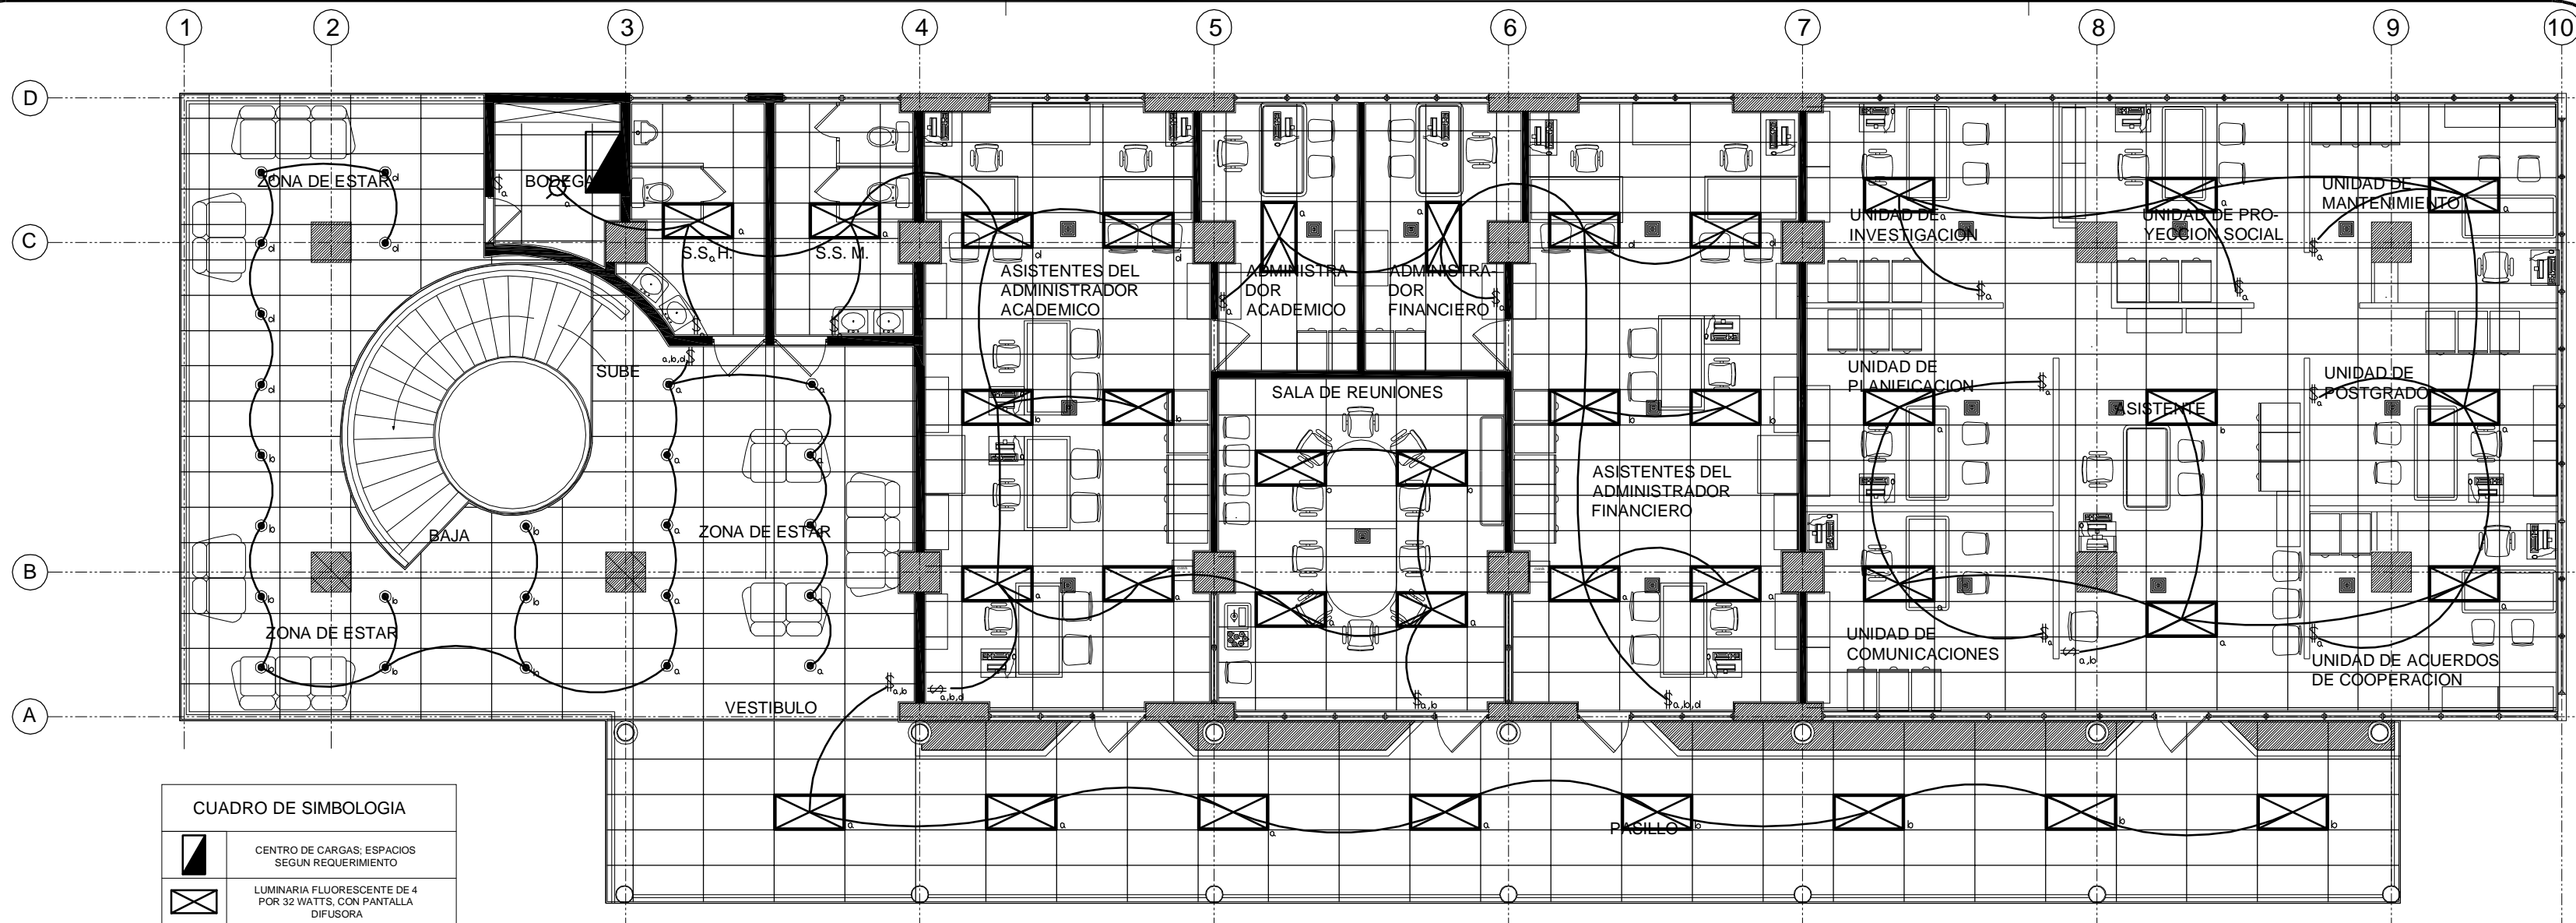 1 2 3 4 5 6 7 8 9 10
D
C
B
A
ZONA DE ESTAR
BODEGA
S.S. H.
S.S. M.
SUBE
BAJA
ZONA DE ESTAR
ZONA DE ESTAR
VESTIBULO
ASISTENTES DEL
ADMINISTRADOR
ACADEMICO
ADMINISTRA
DOR
ACADEMICO
ADMINISTRA-
DOR
FINANCIERO
SALA DE REUNIONES
ASISTENTES DEL
ADMINISTRADOR
FINANCIERO
UNIDAD DE
INVESTIGACION
UNIDAD DE PRO-
YECCION SOCIAL
UNIDAD DE
MANTENIMIENTO
UNIDAD DE
PLANIFICACION
ASISTENTE
UNIDAD DE
POSTGRADO
UNIDAD DE
COMUNICACIONES
UNIDAD DE ACUERDOS
DE COOPERACION
PASILLO
CUADRO DE SIMBOLOGIA
CENTRO DE CARGAS; ESPACIOS
SEGUN REQUERIMIENTO
LUMINARIA FLUORESCENTE DE 4
POR 32 WATTS, CON PANTALLA
DIFUSORA